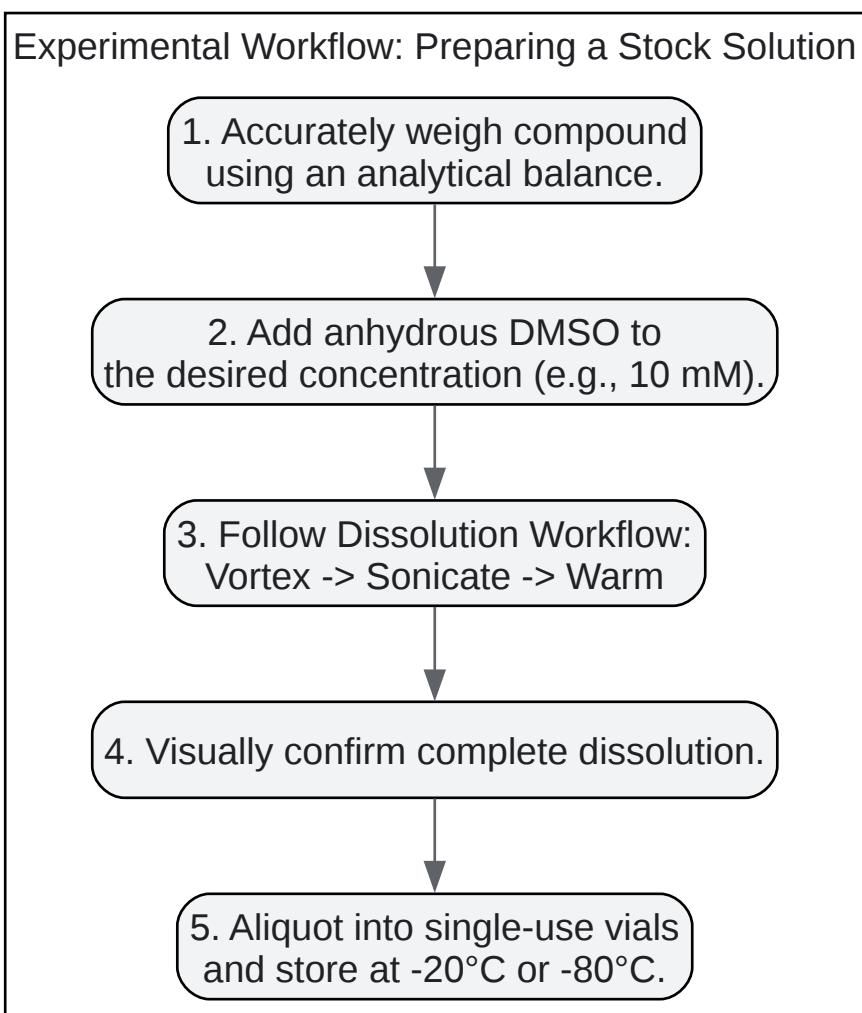 Experimental Workflow: Preparing a Stock Solution
1. Accurately weigh compound
using an analytical balance.
2. Add anhydrous DMSO to
the desired concentration (e.g., 10 mM).
3. Follow Dissolution Workflow:
Vortex -> Sonicate -> Warm
4. Visually confirm complete dissolution.
5. Aliquot into single-use vials
and store at -20°C or -80°C.